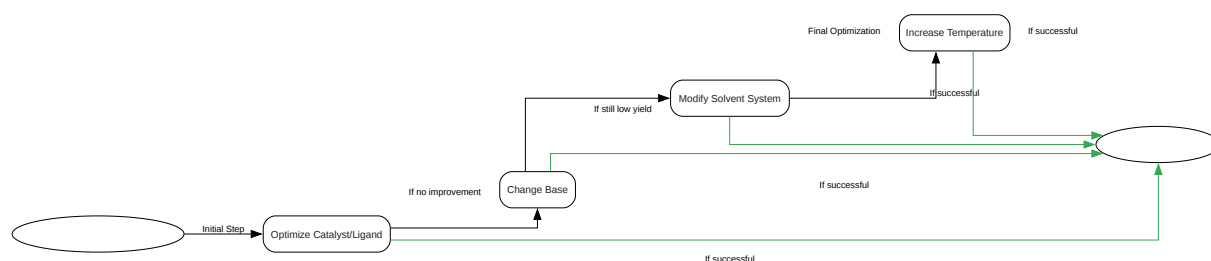 Final Optimization
Increase Temperature
If successful
Modify Solvent System
If successful
If still low yield
If no improvement
Change Base
If successful
Initial Step
Optimize Catalyst/Ligand
If successful